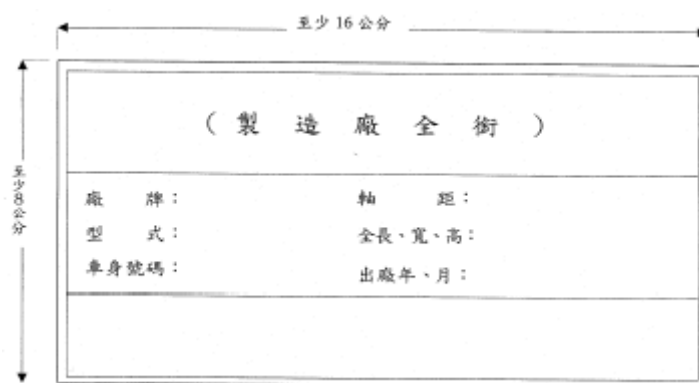 至少 16 公分
至少8公分
（ 製 造 廠 全 銜 ）
廠 牌： 軸 距：
型 式： 全長、寬、高：
車身號碼： 出廠年、月：